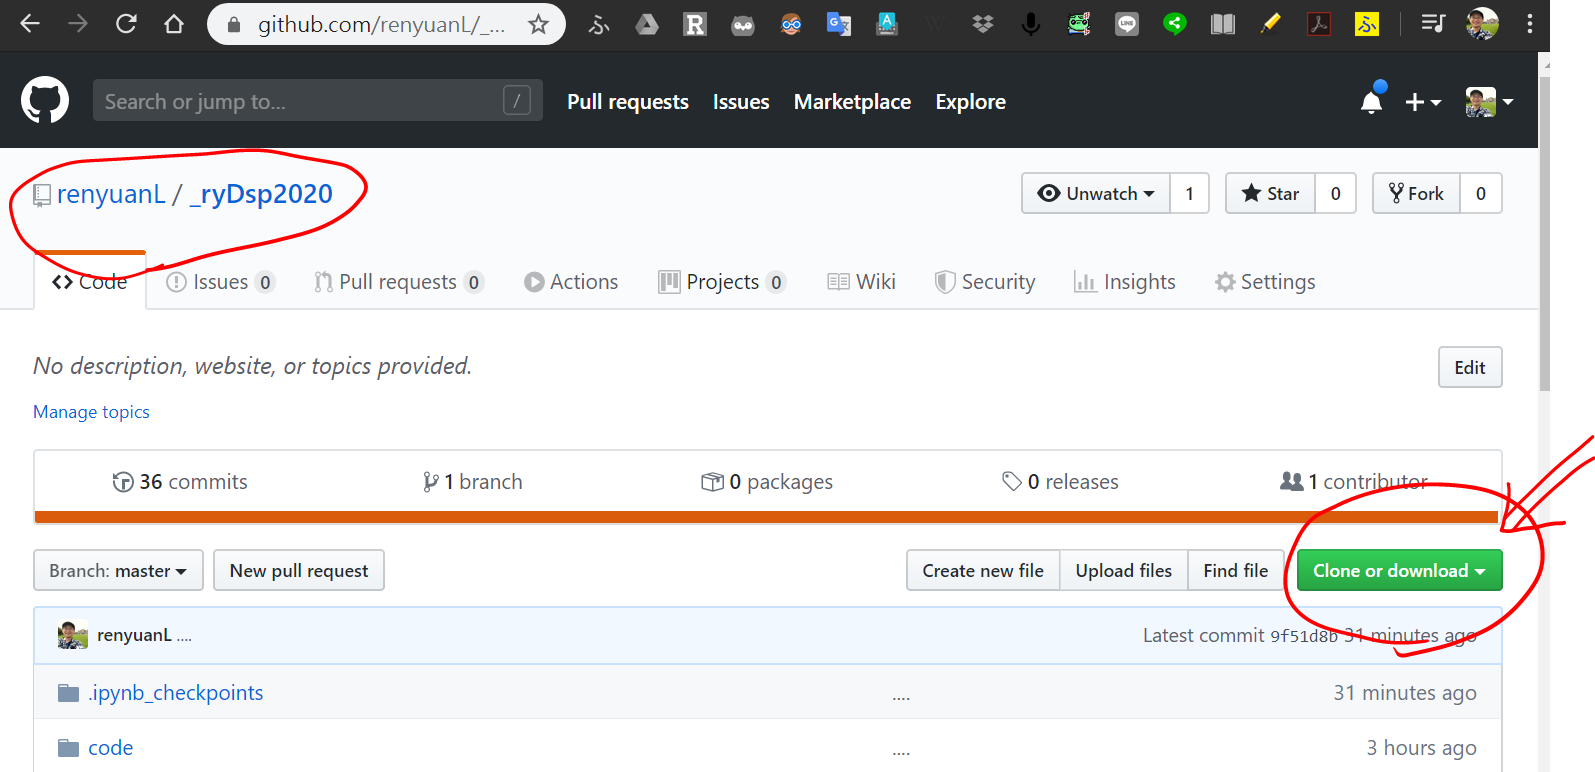 github.com/renyuanL/_...
Search or jump to... /
Pull requests Issues Marketplace Explore
renyuanL / _ryDsp2020
Unwatch 1 Star 0 Fork 0
Code Issues 0 Pull requests 0 Actions Projects 0 Wiki Security Insights Settings
No description, website, or topics provided.
Edit
Manage topics
36 commits 1 branch 0 packages 0 releases 1 contributor
Branch: master New pull request Create new file Upload files Find file Clone or download
renyuanL .... Latest commit 9f51d8b 31 minutes ago
.ipynb_checkpoints .... 31 minutes ago
code .... 3 hours ago